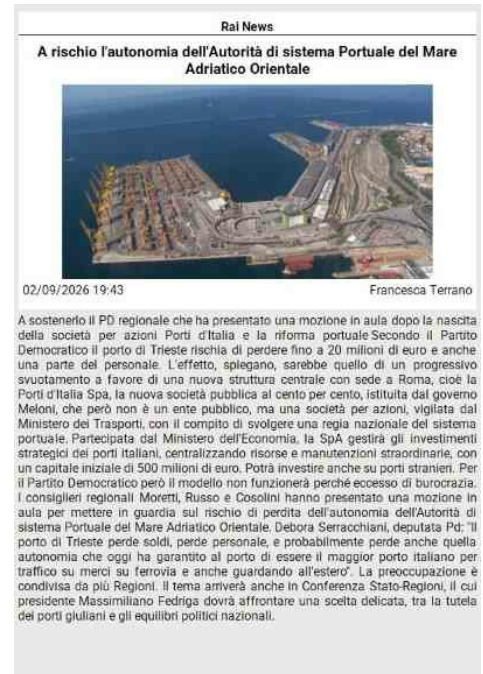 Rai News
A rischio l'autonomia dell'Autorità di sistema Portuale del Mare
Adriatico Orientale
02/09/2026 19:43
Francesca Terrano
A sostenerlo il PD regionale che ha presentato una mozione in aula dopo la nascita
della società per azioni Porti d'Italia e la riforma portuale Secondo il Partito
Democratico il porto di Trieste rischia di perdere fino a 20 milioni di euro e anche
una parte del personale. L'effetto, spiegano, sarebbe quello di un progressivo
svuotamento a favore di una nuova struttura centrale con sede a Roma, cioè la
Porti d'Italia Spa, la nuova società pubblica al cento per cento, istituita dal governo
Meloni, che però non è un ente pubblico, ma una società per azioni, vigilata dal
Ministero dei Trasporti, con il compito di svolgere una regia nazionale del sistema
portuale. Partecipata dal Ministero dell'Economia, la SpA gestirà gli investimenti
strategici dei porti italiani, centralizzando risorse e manutenzioni straordinarie, con
un capitale iniziale di 500 milioni di euro. Potrà investire anche su porti stranieri. Per
il Partito Democratico però il modello non funzionerà perché eccesso di burocrazia.
I consiglieri regionali Moretti, Russo e Cosolini hanno presentato una mozione in
aula per mettere in guardia sul rischio di perdita dell'autonomia dell'Autorità di
sistema Portuale del Mare Adriatico Orientale. Debora Serracchiani, deputata Pd: "Il
porto di Trieste perde soldi, perde personale, e probabilmente perde anche quella
autonomia che oggi ha garantito al porto di essere il maggior porto italiano per
traffico su merci su ferrovia e anche guardando all'estero". La preoccupazione è
condivisa da più Regioni. Il tema arriverà anche in Conferenza Stato-Regioni, il cui
presidente Massimiliano Fedriga dovrà affrontare una scelta delicata, tra la tutela
dei porti giuliani e gli equilibri politici nazionali.